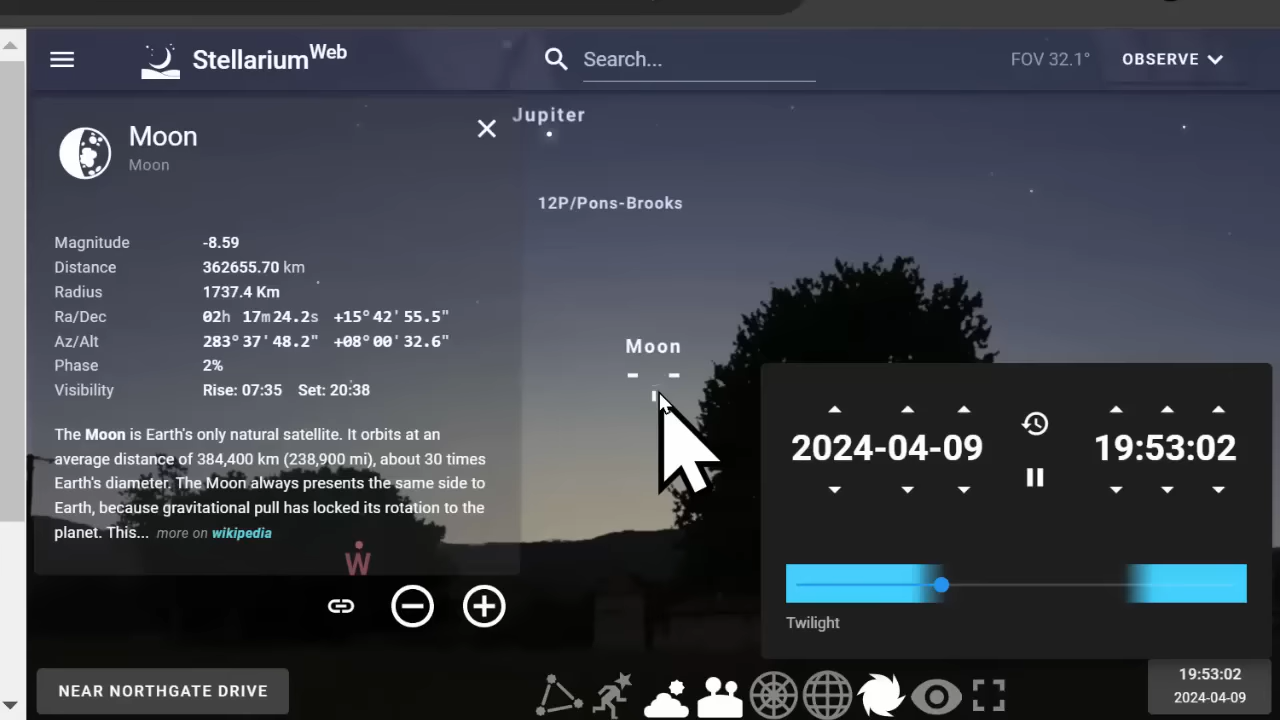 StellariumWeb
Search...
FOV 32.1°
OBSERVE
Moon
Moon
Magnitude -8.59
Distance 362655.70 km
Radius 1737.4 Km
Ra/Dec 02h 17m 24.2s +15° 42' 55.5"
Az/Alt 283° 37' 48.2" +08° 00' 32.6"
Phase 2%
Visibility Rise: 07:35 Set: 20:38
The Moon is Earth's only natural satellite. It orbits at an
average distance of 384,400 km (238,900 mi), about 30 times
Earth's diameter. The Moon always presents the same side to
Earth, because gravitational pull has locked its rotation to the
planet. This... more on wikipedia
Jupiter
12P/Pons-Brooks
Moon
W
2024-04-09
19:53:02
Twilight
NEAR NORTHGATE DRIVE
19:53:02
2024-04-09